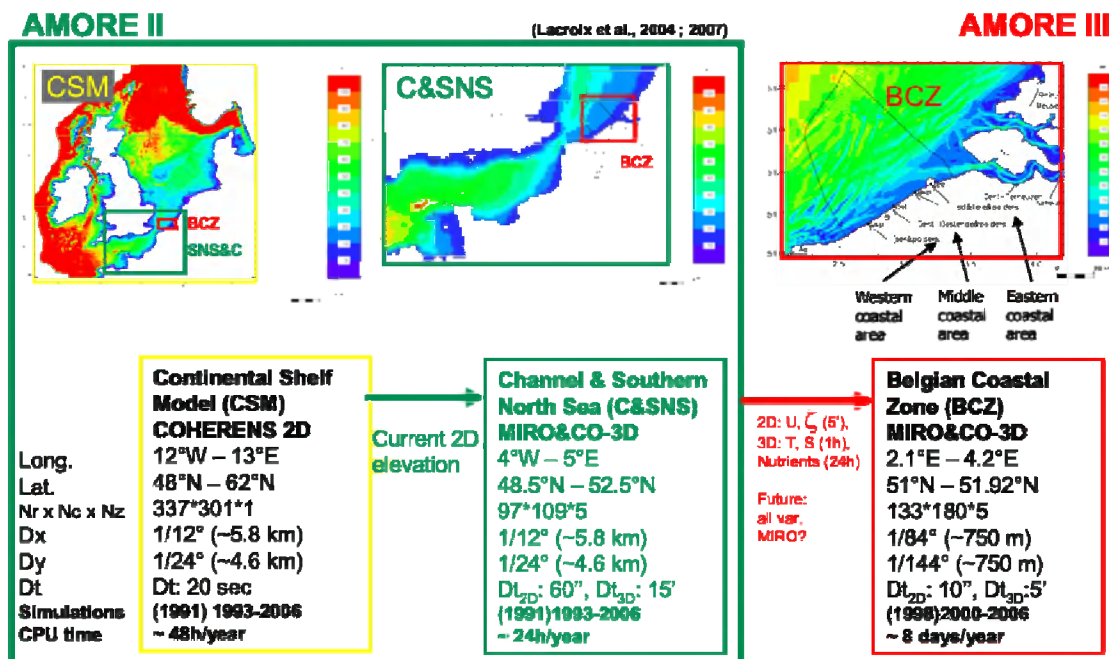 AMORE II
(Lacroix et al., 2004 ; 2007)
AMORE III
CSM
BCZ
SNS&C
C&SNS
BCZ
BCZ
Western coastal area
Middle coastal area
Eastern coastal area
Continental Shelf
Model (CSM)
COHERENS 2D
12°W – 13°E
48°N – 62°N
337*301*1
1/12° (~5.8 km)
1/24° (~4.6 km)
Dt: 20 sec
(1991) 1993-2006
~ 48h/year
Long.
Lat.
Nr x Nc x Nz
Dx
Dy
Dt
Simulations
CPU time
Current 2D
elevation
Channel & Southern
North Sea (C&SNS)
MIRO&CO-3D
4°W – 5°E
48.5°N – 52.5°N
97*109*5
1/12° (~5.8 km)
1/24° (~4.6 km)
Dt2D: 60”, Dt3D: 15’
(1991)1993-2006
~ 24h/year
2D: U, ζ (5’),
3D: T, S (1h),
Nutrients (24h)
Future:
all var.
MIRO?
Belgian Coastal
Zone (BCZ)
MIRO&CO-3D
2.1°E – 4.2°E
51°N – 51.92°N
133*180*5
1/84° (~750 m)
1/144° (~750 m)
Dt2D: 10”, Dt3D:5’
(1998)2000-2006
~ 8 days/year